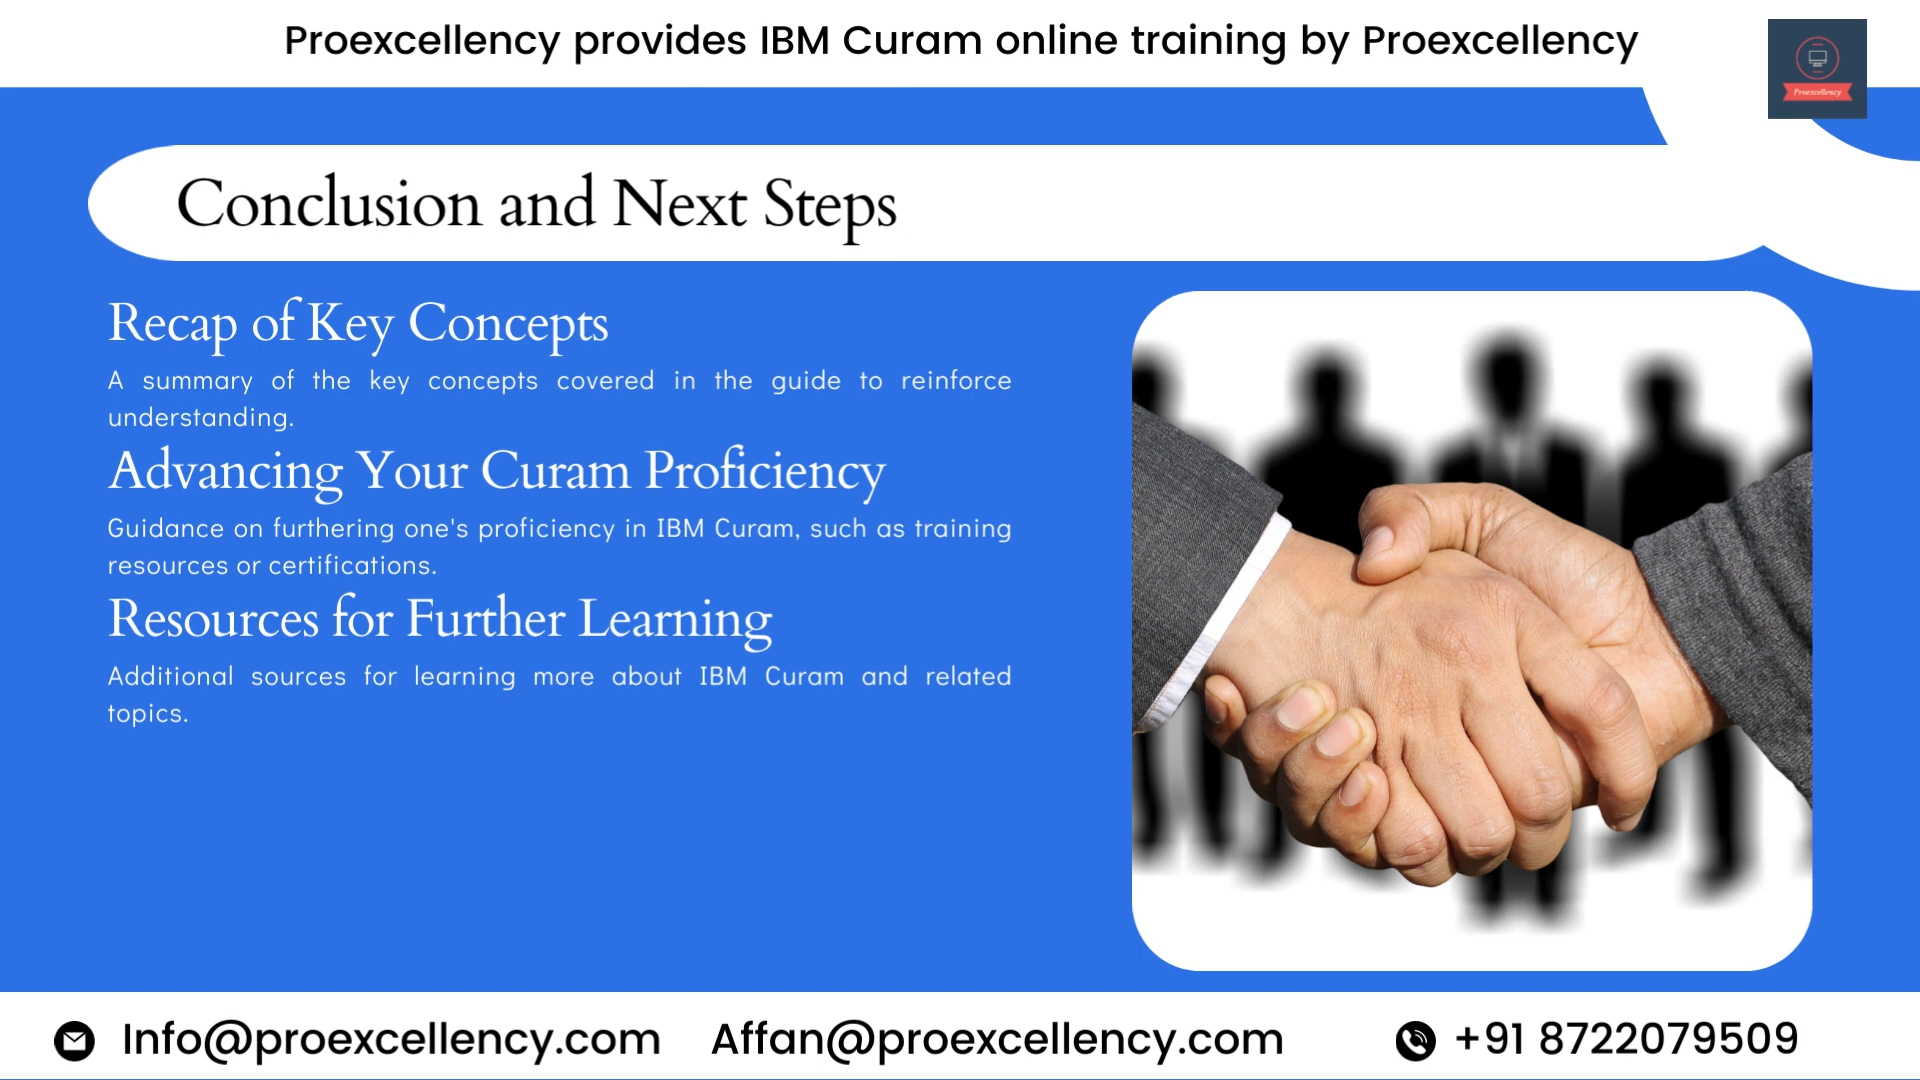 Proexcellency provides IBM Curam online training by Proexcellency
Proexcellency
Conclusion and Next Steps
Recap of Key Concepts
A summary of the key concepts covered in the guide to reinforce
understanding.
Advancing Your Curam Proficiency
Guidance on furthering one's proficiency in IBM Curam, such as training
resources or certifications.
Resources for Further Learning
Additional sources for learning more about IBM Curam and related
topics.
Info@proexcellency.com Affan@proexcellency.com +91 8722079509